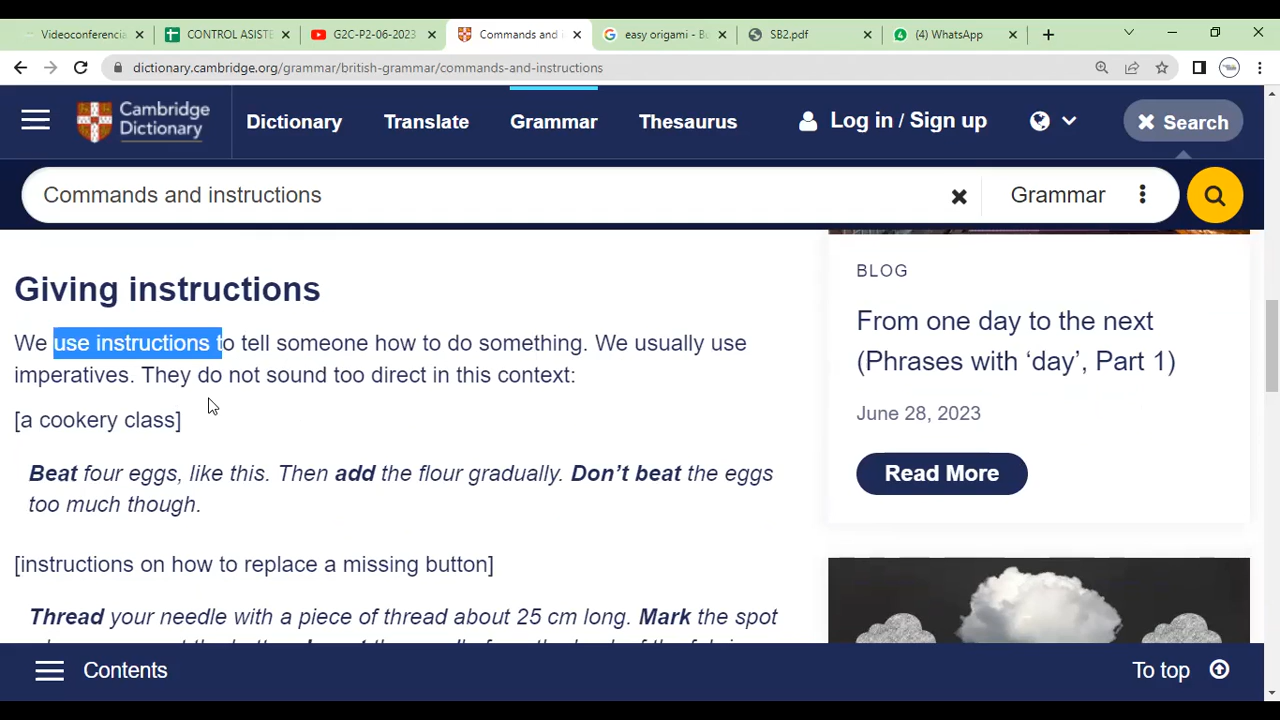 Videoconferencia
CONTROL ASISTE
G2C-P2-06-2023
Commands and i
easy origami - Bu
SB2.pdf
(4) WhatsApp
dictionary.cambridge.org/grammar/british-grammar/commands-and-instructions
Cambridge
Dictionary
Dictionary
Translate
Grammar
Thesaurus
Log in / Sign up
Search
Commands and instructions
Grammar
Giving instructions
We use instructions to tell someone how to do something. We usually use
imperatives. They do not sound too direct in this context:
[a cookery class]
Beat four eggs, like this. Then add the flour gradually. Don't beat the eggs
too much though.
[instructions on how to replace a missing button]
Thread your needle with a piece of thread about 25 cm long. Mark the spot
BLOG
From one day to the next
(Phrases with ‘day’, Part 1)
June 28, 2023
Read More
Contents
To top